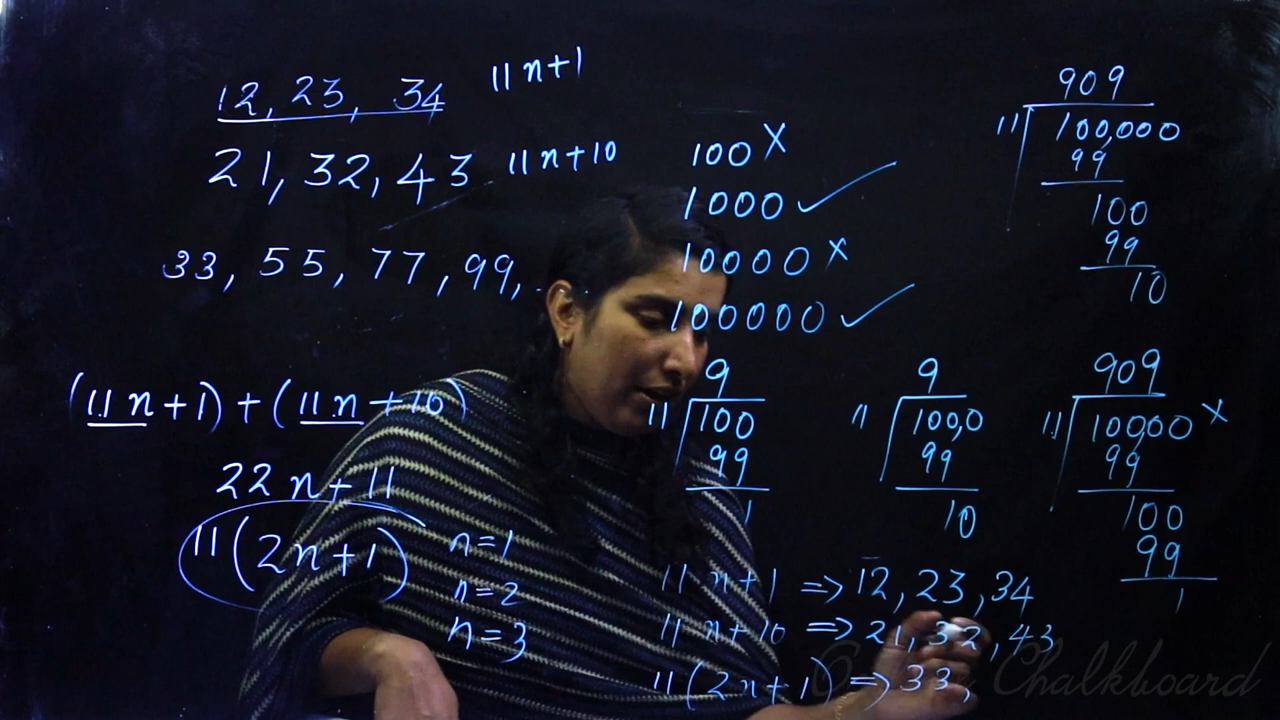 12, 23, 34 11n+1
21, 32, 43 11n+10
33, 55, 77, 99, ...
(11n+1) + (11n+10)
22n+11
11(2n+1)
n=1
n=2
n=3
100 X
1000 ✓
10000 X
100000 ✓
909
11 100,000
99
100
99
10
9
11 100
99
1
9
11 100,0
99
10
909
11 100,00 X
99
100
99
1
11n+1 => 12, 23, 34
11n+10 => 21, 32, 43
11(2n+1) => 33,
Chalkboard